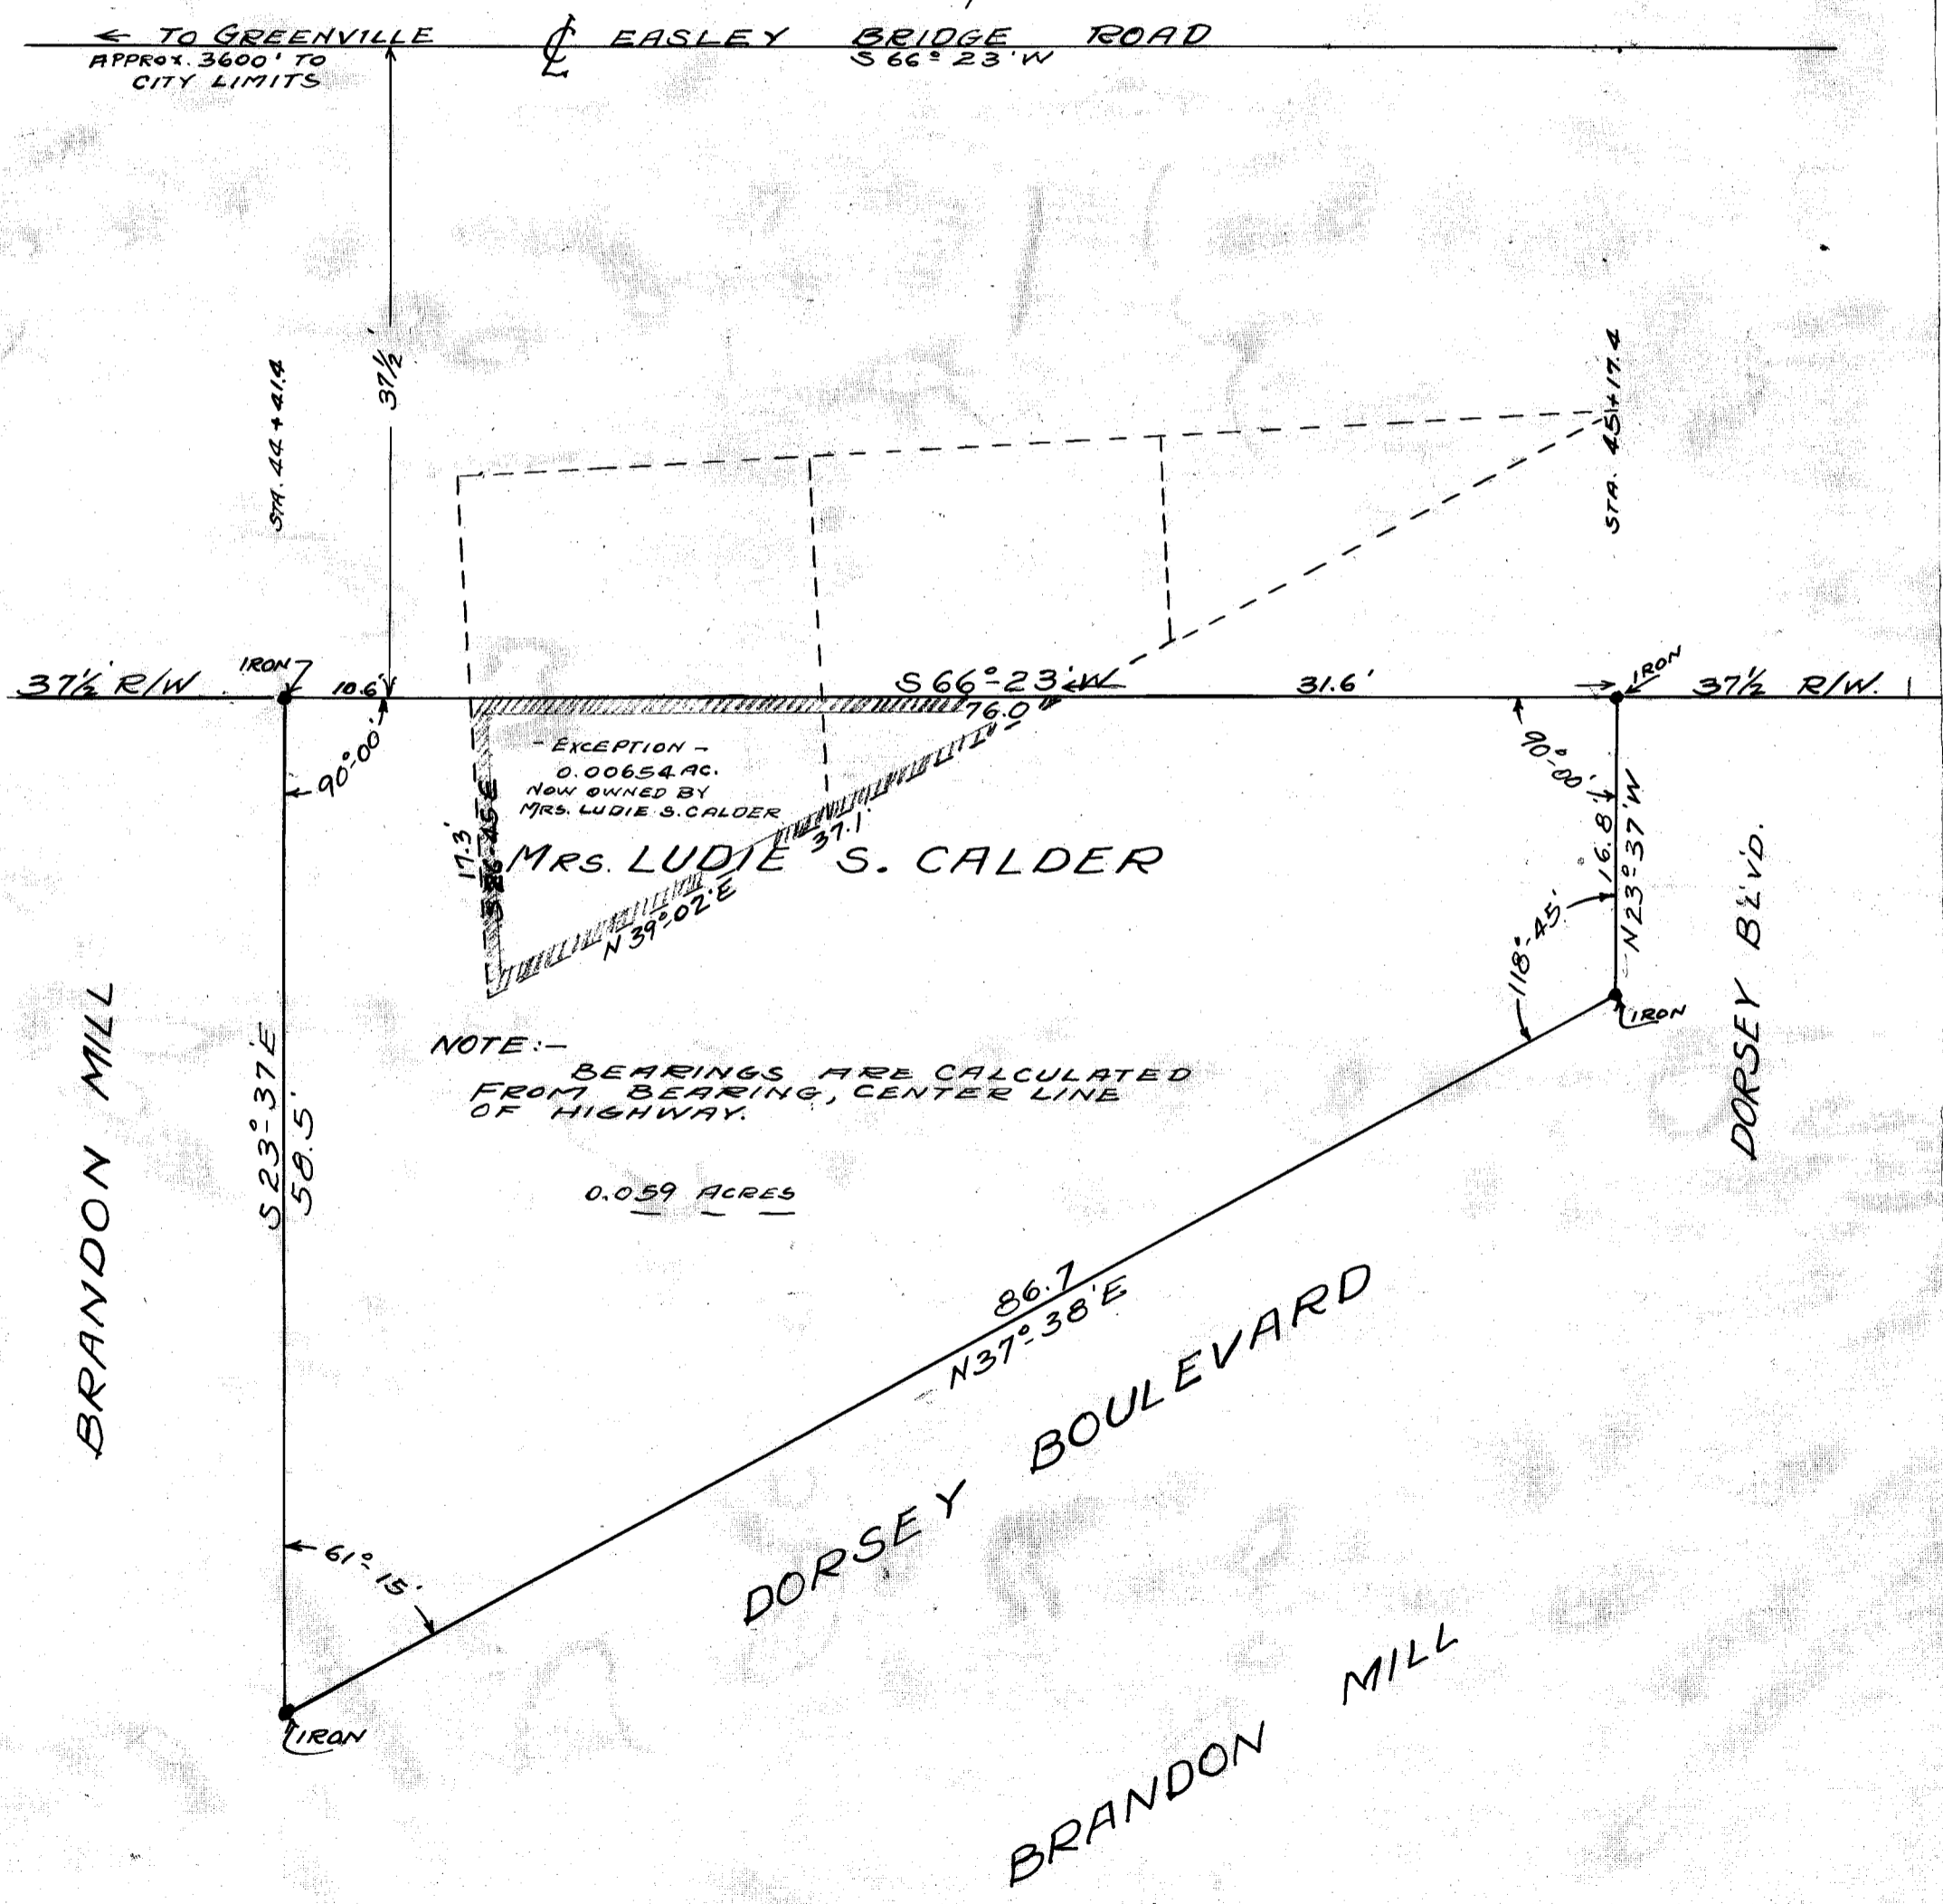 ← TO GREENVILLE
APPROX. 3600' TO
CITY LIMITS
℄ EASLEY BRIDGE ROAD
S 66° 23' W
37½'
STA. 44 + 41.4
STA. 45 + 17.4
37½' R/W
IRON
10.6'
S 66°-23' W
76.0
31.6'
IRON
37½ R/W.
90°-00'
90°-00'
- EXCEPTION -
0.00654 AC.
NOW OWNED BY
MRS. LUDIE S. CALDER
17.3'
37.1'
N 39°-02' E
MRS. LUDIE S. CALDER
16.8'
N 23°-37' W
118°-45'
IRON
DORSEY BLVD.
BRANDON MILL
S 23°-37' E
58.5'
NOTE:-
BEARINGS ARE CALCULATED
FROM BEARING, CENTER LINE
OF HIGHWAY.
0.059 ACRES
86.7
N 37°-38' E
DORSEY BOULEVARD
61°-15'
IRON
BRANDON MILL